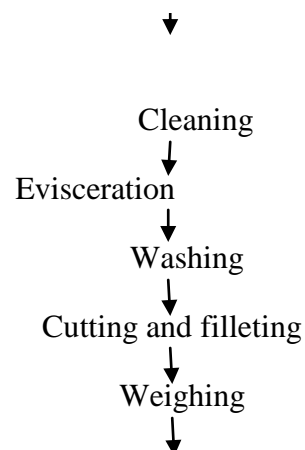 Cleaning
Evisceration
Washing
Cutting and filleting
Weighing